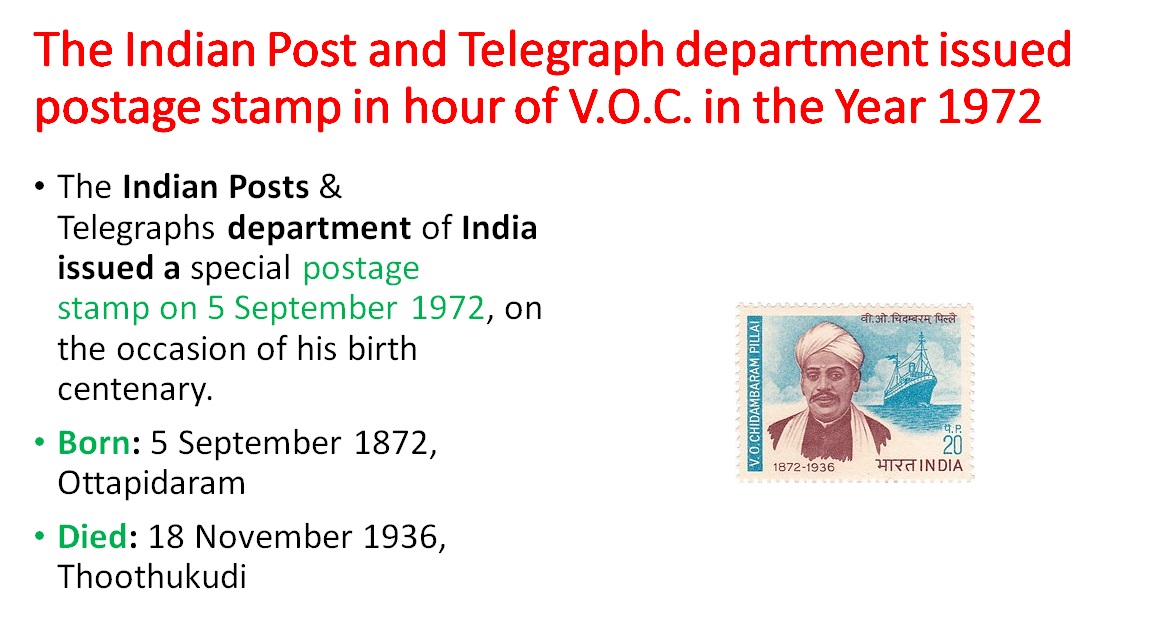 The Indian Post and Telegraph department issued
postage stamp in hour of V.O.C. in the Year 1972
• The Indian Posts &
Telegraphs department of India
issued a special postage
stamp on 5 September 1972, on
the occasion of his birth
centenary.
• Born: 5 September 1872,
Ottapidaram
• Died: 18 November 1936,
Thoothukudi
वी.ओ.चिदम्बरम् पिल्लै
V.O.CHIDAMBARAM PILLAI
पै.P.
20
1872-1936
भारत INDIA